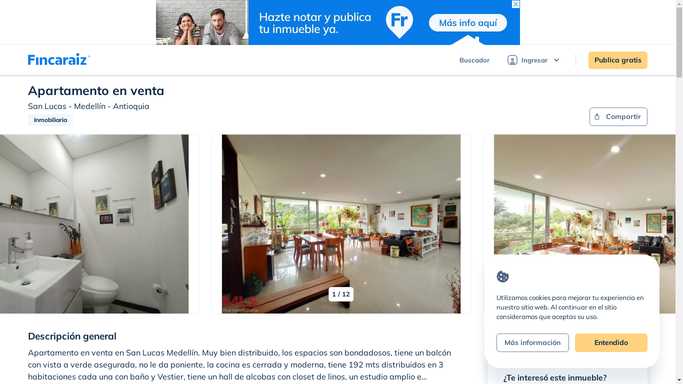 Hazte notar y publica
tu inmueble ya.
Fr
Más info aquí
Fincaraiz
Buscador
Ingresar
Publica gratis
Apartamento en venta
San Lucas - Medellín - Antioquia
Inmobiliaria
Compartir
1 / 12
Utilizamos cookies para mejorar tu experiencia en
nuestro sitio web. Al continuar en el sitio
consideramos que aceptas su uso.
Más información
Entendido
Descripción general
Apartamento en venta en San Lucas Medellín. Muy bien distribuido, los espacios son bondadosos, tiene un balcón
con vista a verde asegurada, no le da poniente, la cocina es cerrada y moderna, tiene 192 mts distribuidos en 3
habitaciones cada una con baño y Vestier, tiene un hall de alcobas con closet de linos, un estudio amplio e...
¿Te interesó este inmueble?